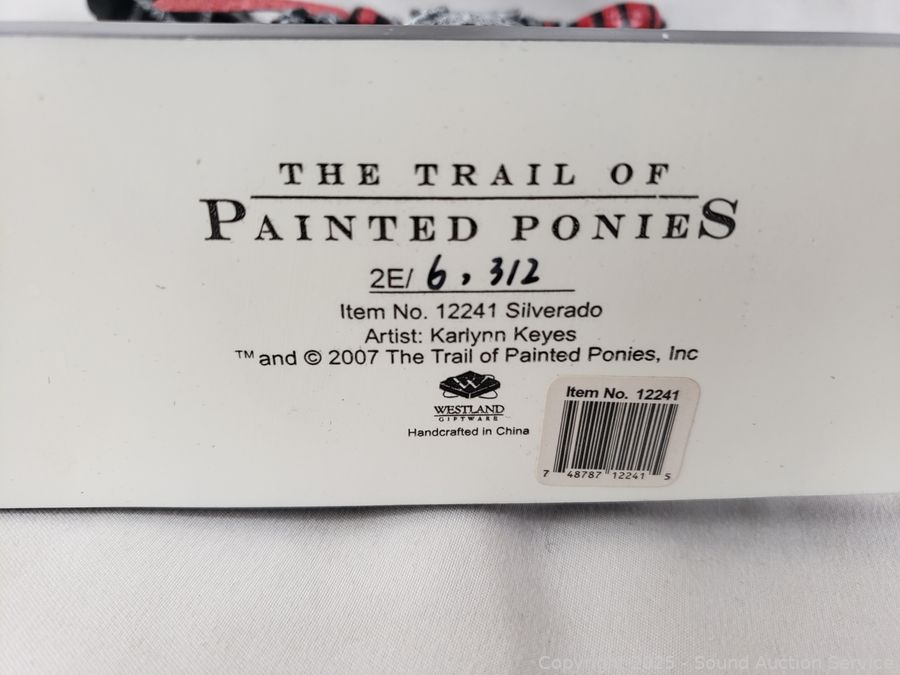 THE TRAIL OF
PAINTED PONIES
2E/ 6,312
Item No. 12241 Silverado
Artist: Karlynn Keyes
™ and © 2007 The Trail of Painted Ponies, Inc
WESTLAND
GIFTWARE
Handcrafted in China
Item No. 12241
7 48787 12241 5
Copyright 2025 - Sound Auction Service